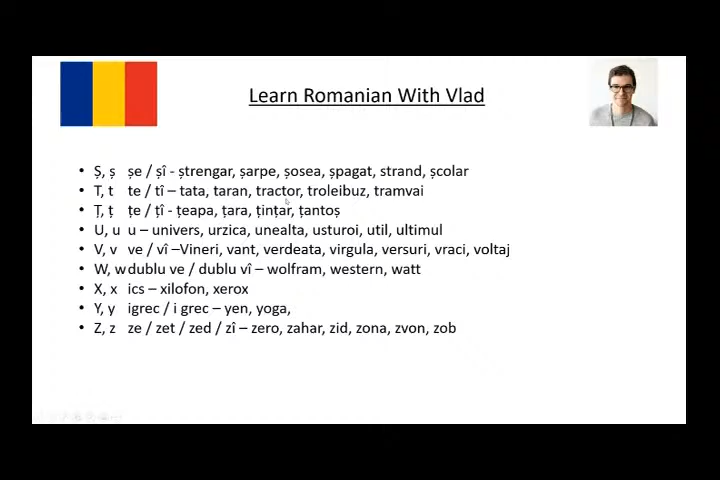 Learn Romanian With Vlad
• Ș, ș șe / șî - ștrengar, șarpe, șosea, șpagat, strand, școlar
• T, t te / tî – tata, taran, tractor, troleibuz, tramvai
• Ț, ț țe / țî - țeapa, țara, țințar, țantoș
• U, u u – univers, urzica, unealta, usturoi, util, ultimul
• V, v ve / vî –Vineri, vant, verdeata, virgula, versuri, vraci, voltaj
• W, w dublu ve / dublu vî – wolfram, western, watt
• X, x ics – xilofon, xerox
• Y, y igrec / i grec – yen, yoga,
• Z, z ze / zet / zed / zî – zero, zahar, zid, zona, zvon, zob